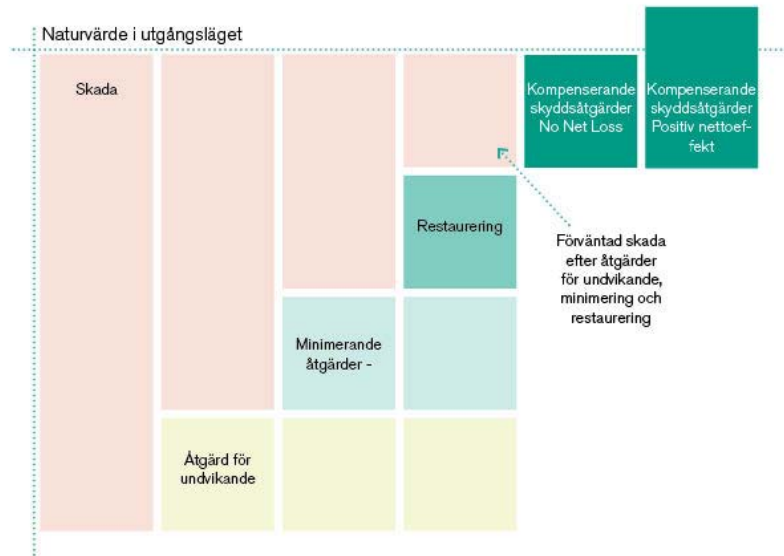 Naturvärde i utgångsläget
Skada
Kompenserande
skyddsåtgärder
No Net Loss
Kompenserande
skyddsåtgärder
Positiv nettoef-
fekt
Restaurering
Förväntad skada
efter åtgärder
för undvikande,
minimering och
restaurering
Minimerande
åtgärder -
Åtgärd för
undvikande